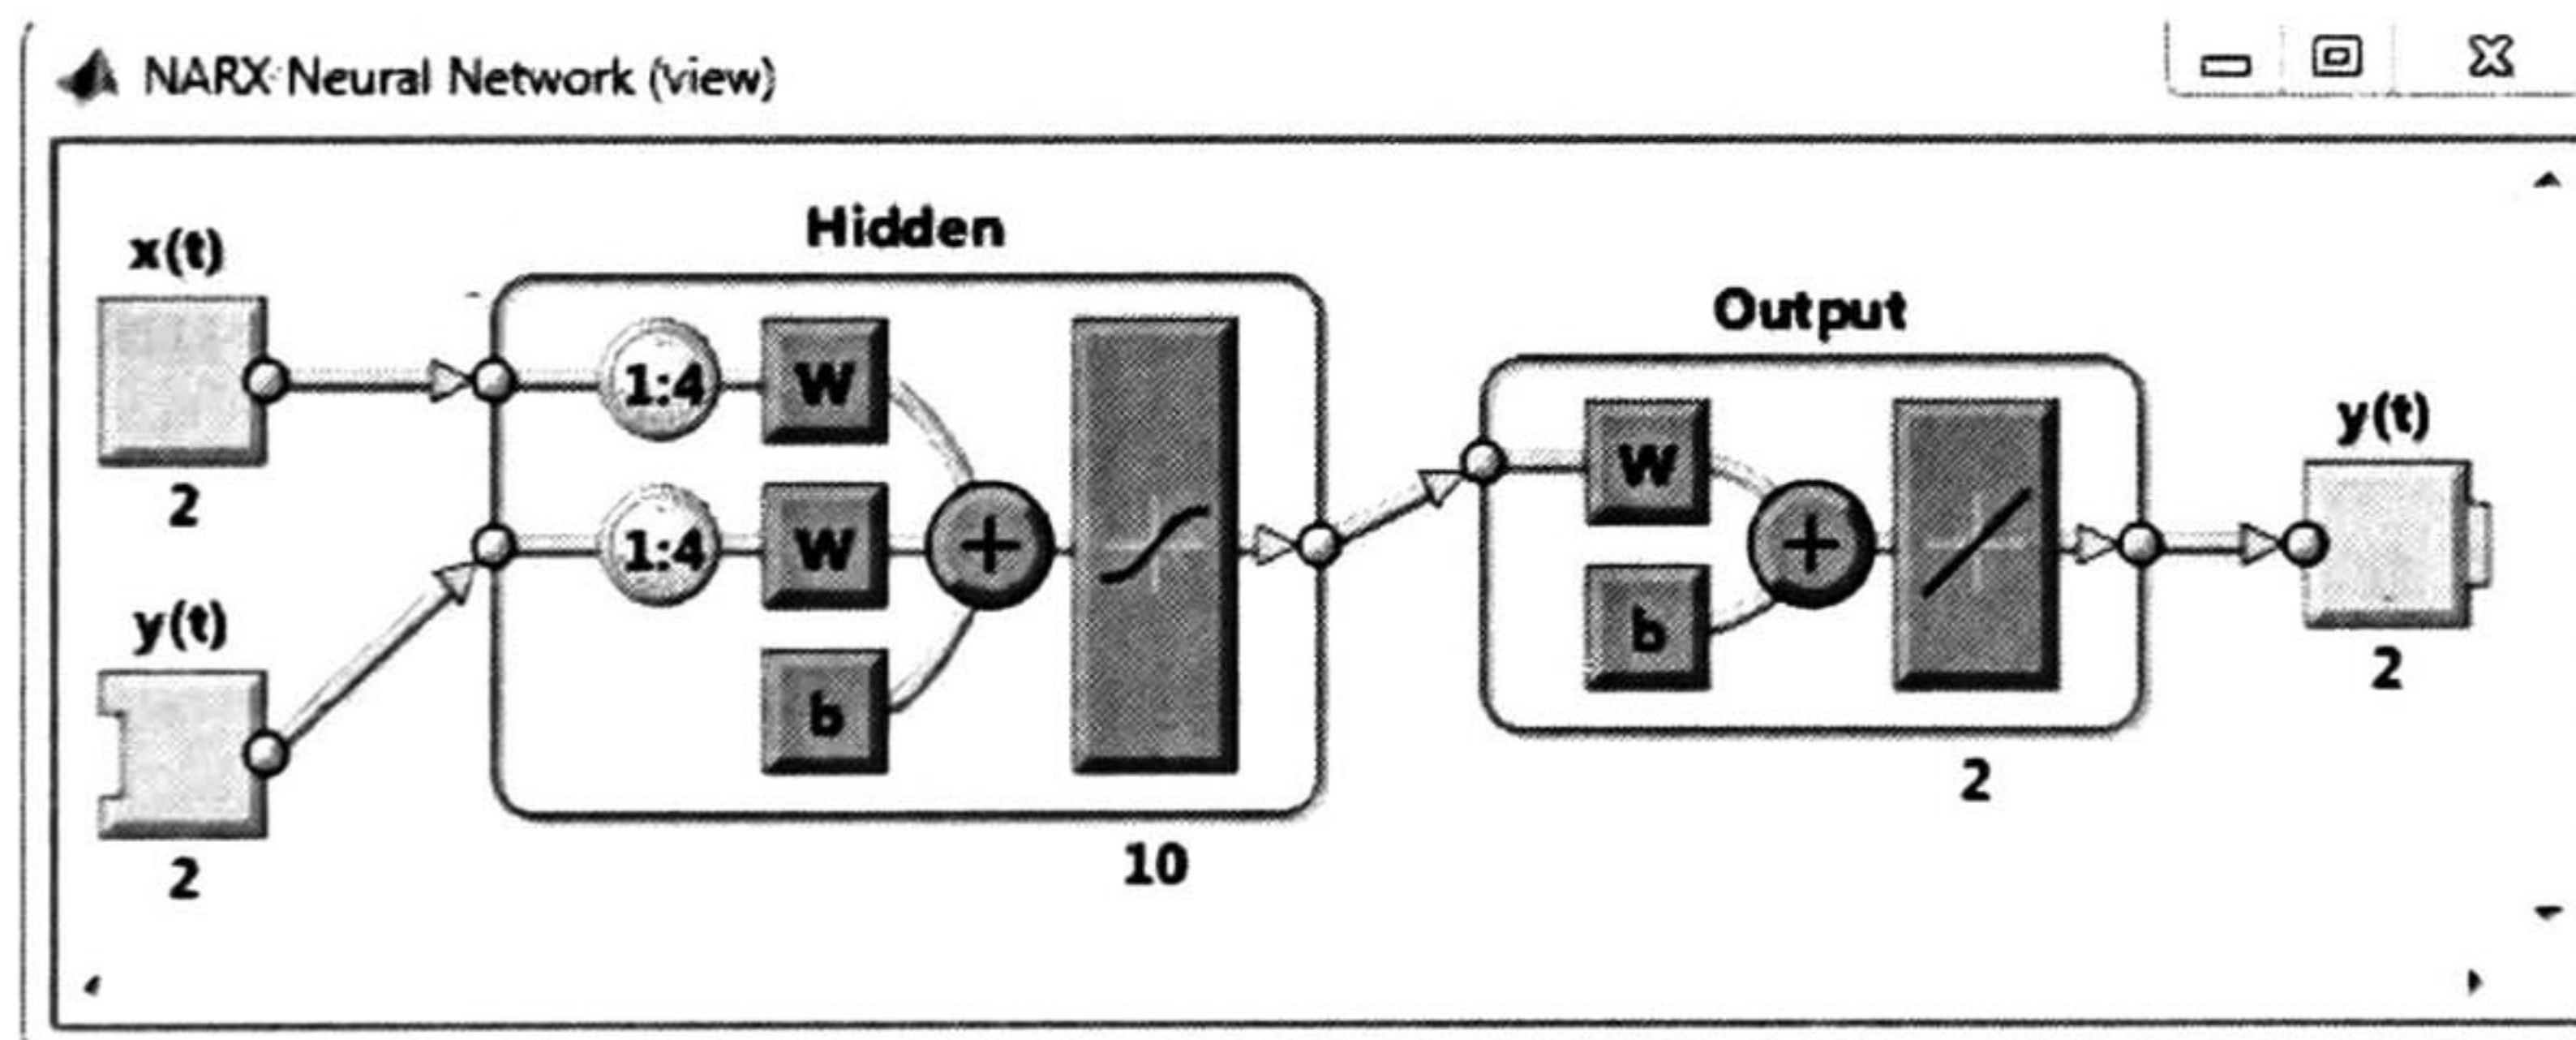 NARX Neural Network (view)
Hidden
x(t)
Output
1:4 W
y(t)
W
2
1:4 W +
+
y(t)
b
2
b
2
2
10